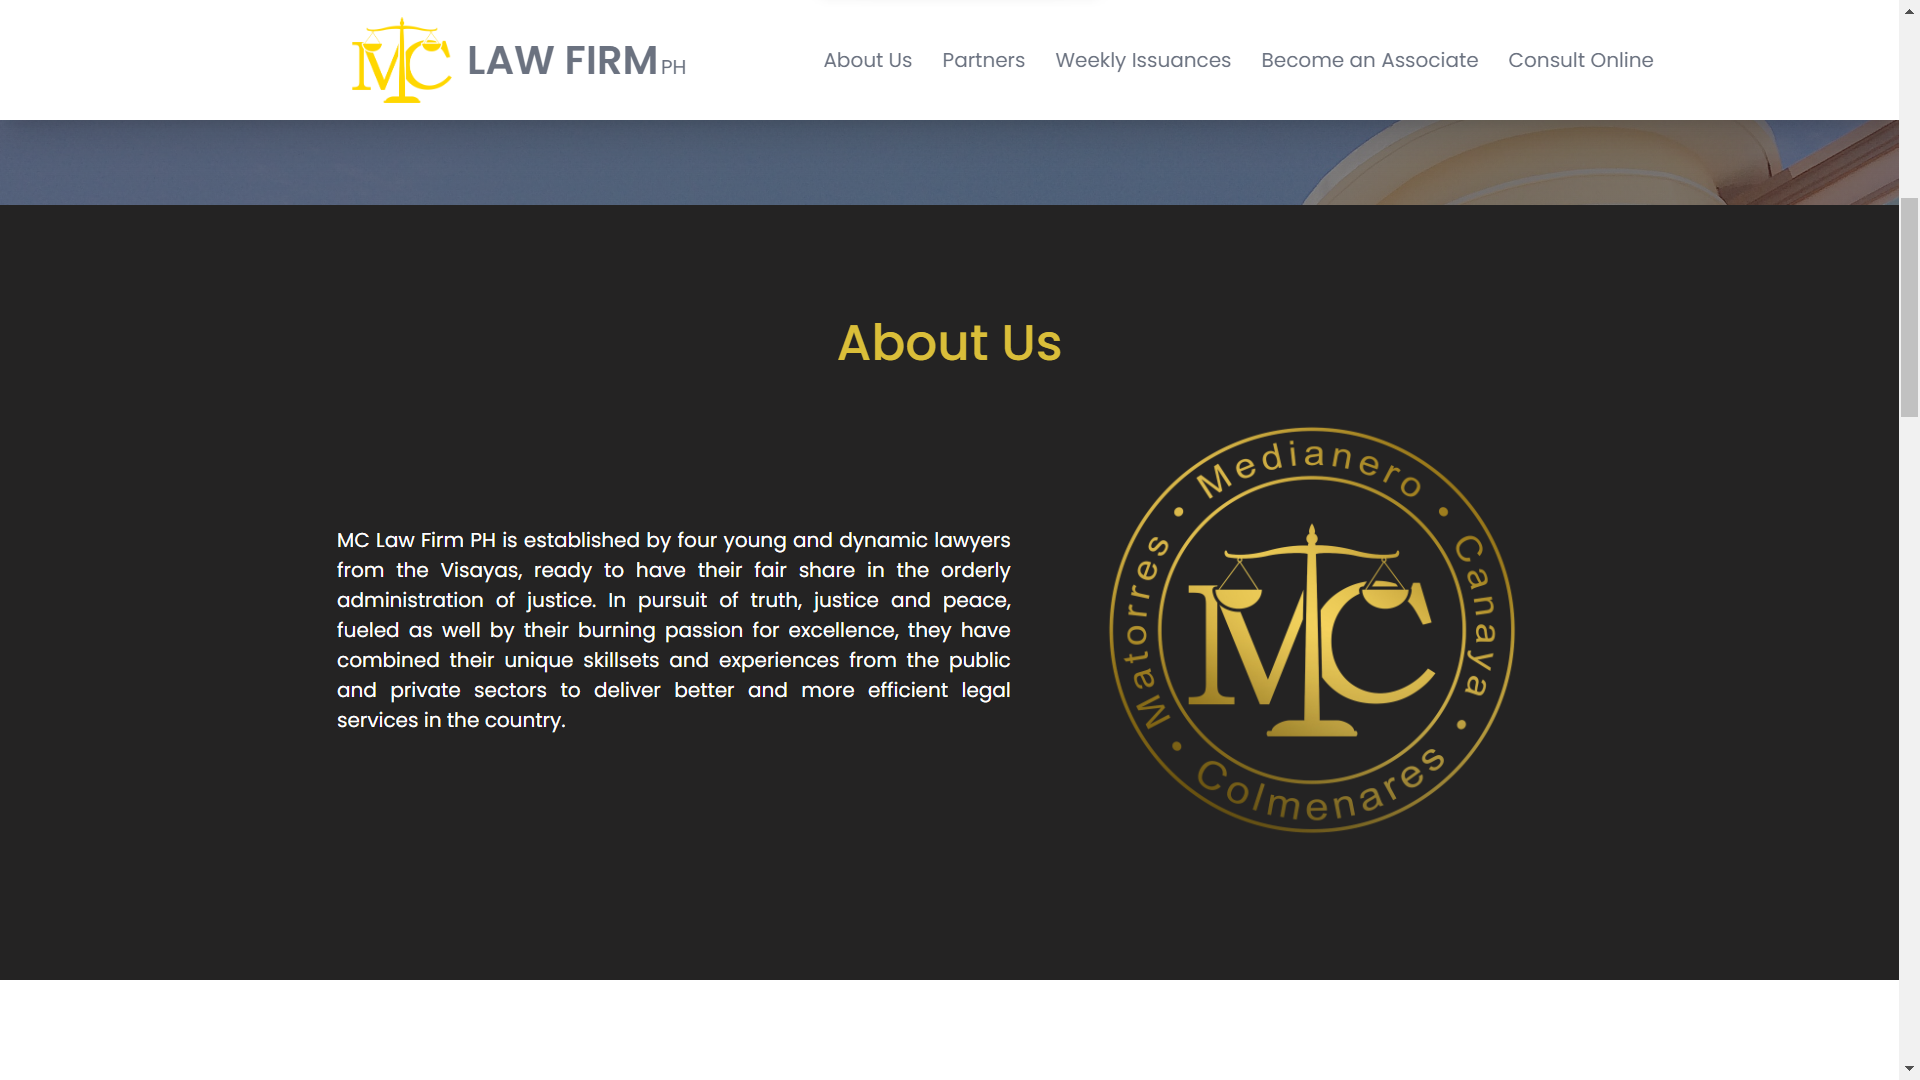 MC LAW FIRM PH
About Us
Partners
Weekly Issuances
Become an Associate
Consult Online
About Us
MC Law Firm PH is established by four young and dynamic lawyers
from the Visayas, ready to have their fair share in the orderly
administration of justice. In pursuit of truth, justice and peace,
fueled as well by their burning passion for excellence, they have
combined their unique skillsets and experiences from the public
and private sectors to deliver better and more efficient legal
services in the country.
Matorres • Medianero • Canaya • Colmenares •
MC